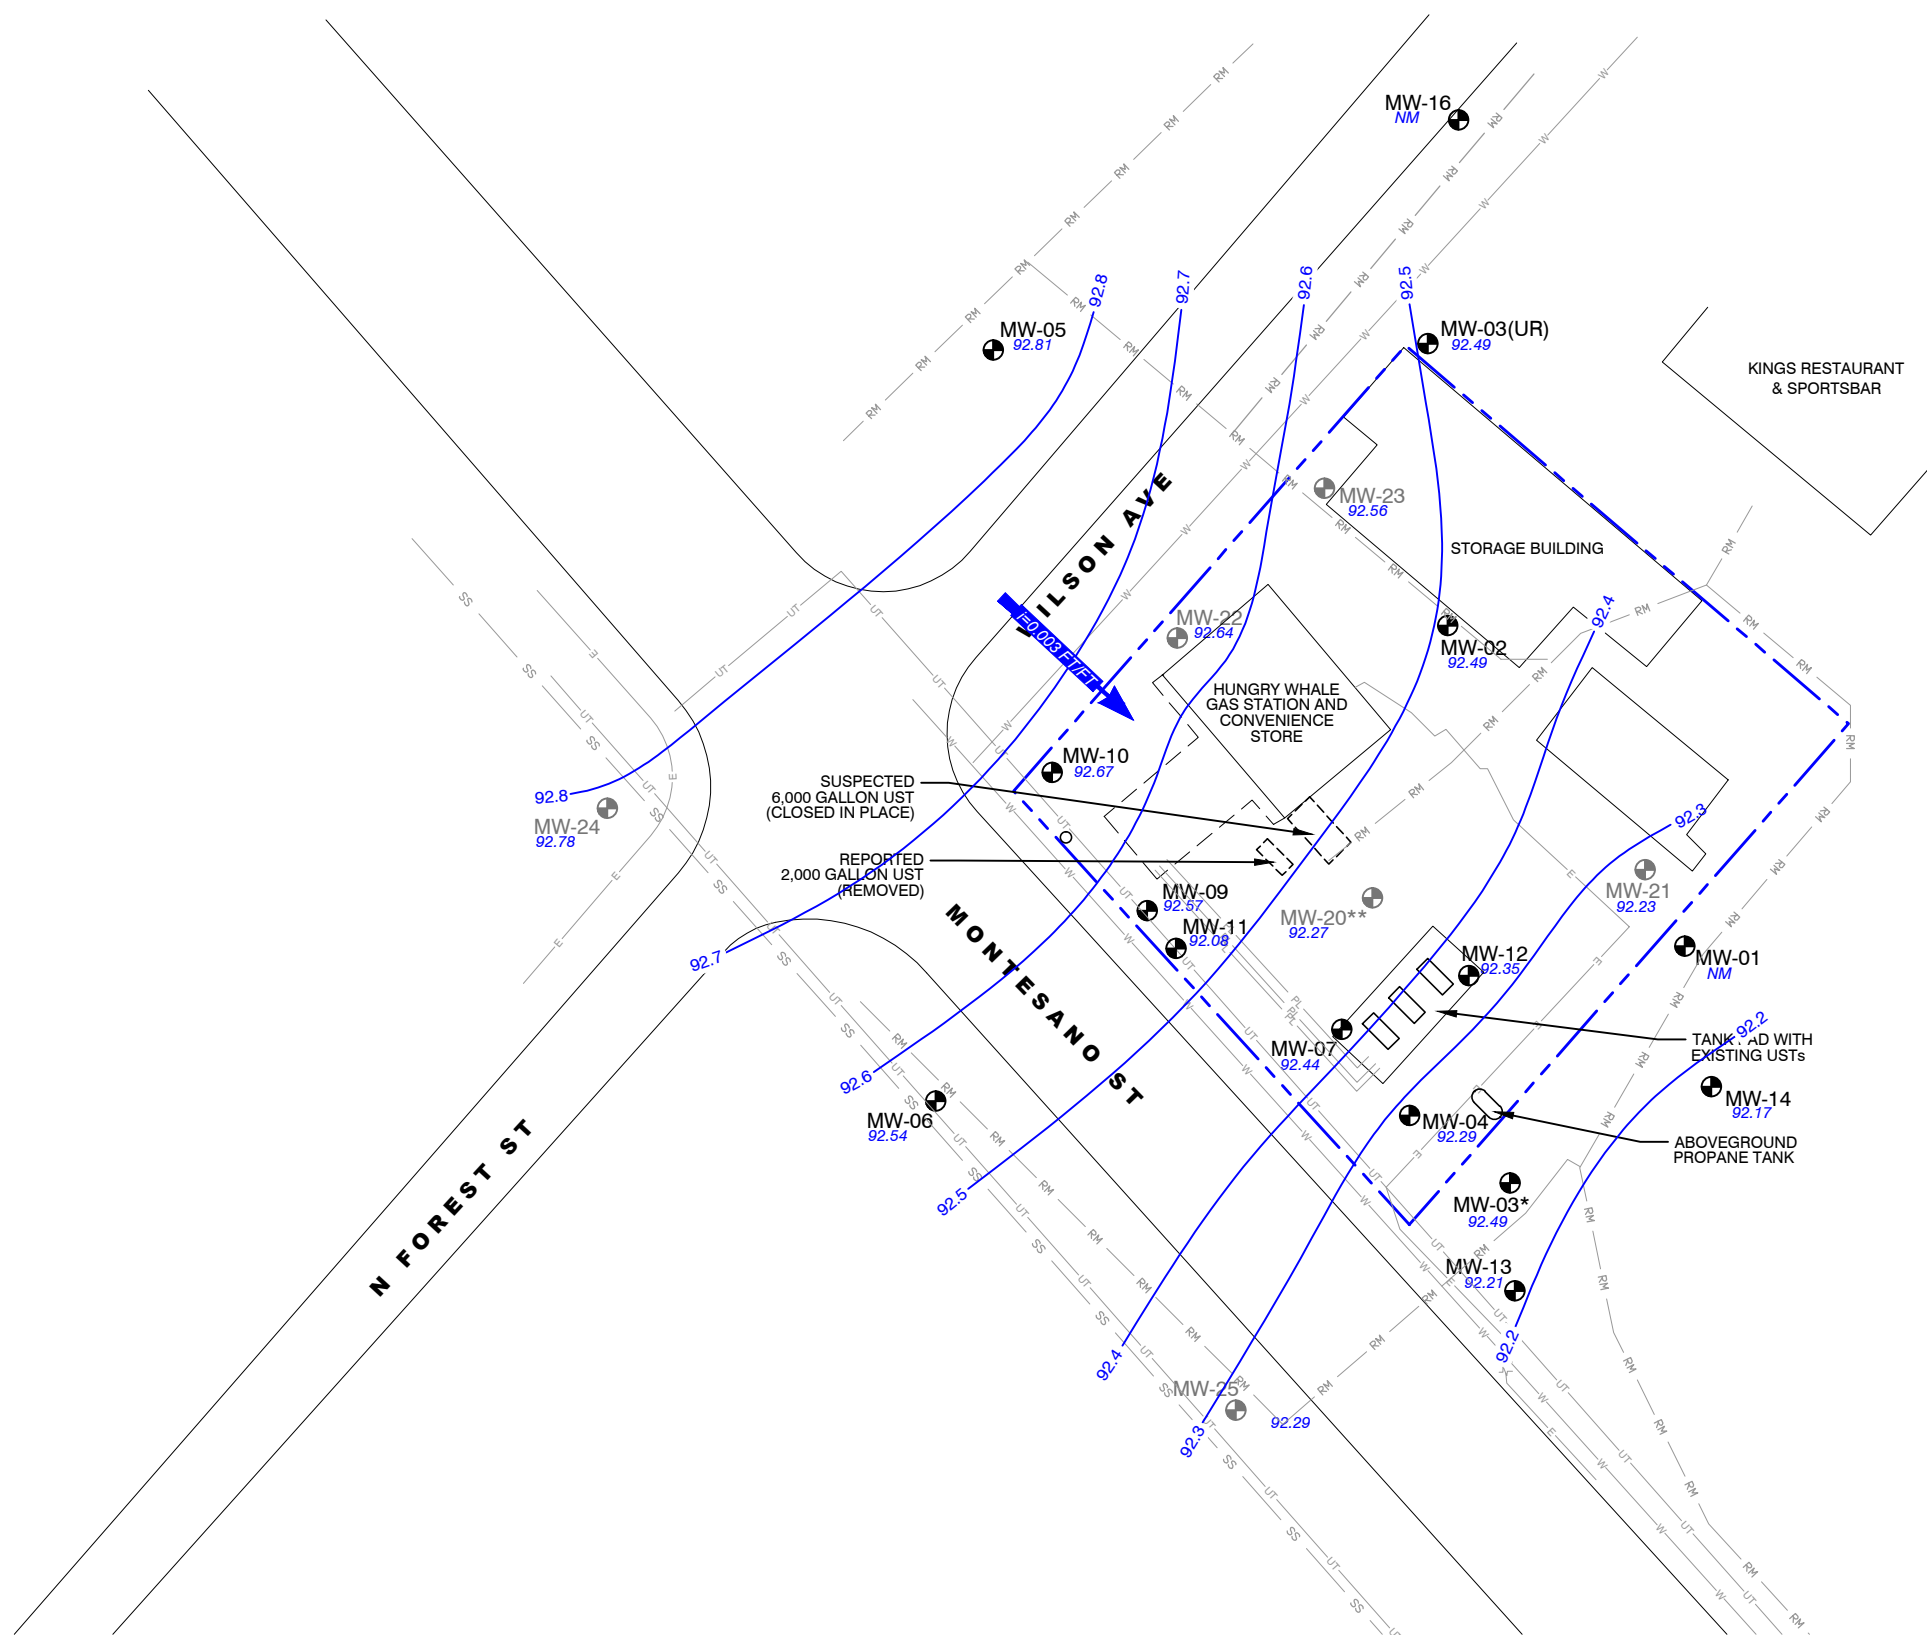 MW-16
NM
92.8
92.7
92.6
92.5
MW-05
92.81
MW-03(UR)
92.49
KINGS RESTAURANT
& SPORTSBAR
WILSON AVE
MW-23
92.56
STORAGE BUILDING
i=0.003 FT/FT
MW-22
92.64
92.4
MW-02
92.49
HUNGRY WHALE
GAS STATION AND
CONVENIENCE
STORE
MW-10
92.67
SUSPECTED
6,000 GALLON UST
(CLOSED IN PLACE)
92.8
MW-24
92.78
92.3
REPORTED
2,000 GALLON UST
(REMOVED)
MW-09
92.57
MW-11
92.08
MW-20**
92.27
MW-21
92.23
MONTESANO ST
92.7
MW-12
92.35
MW-01
NM
92.2
TANK PAD WITH
EXISTING USTs
MW-07
92.44
92.6
MW-06
92.54
MW-04
92.29
MW-14
92.17
ABOVEGROUND
PROPANE TANK
N FOREST ST
92.5
MW-03*
92.49
MW-13
92.21
92.2
92.4
MW-25
92.29
92.3
RM
W
UT
SS
E
PL